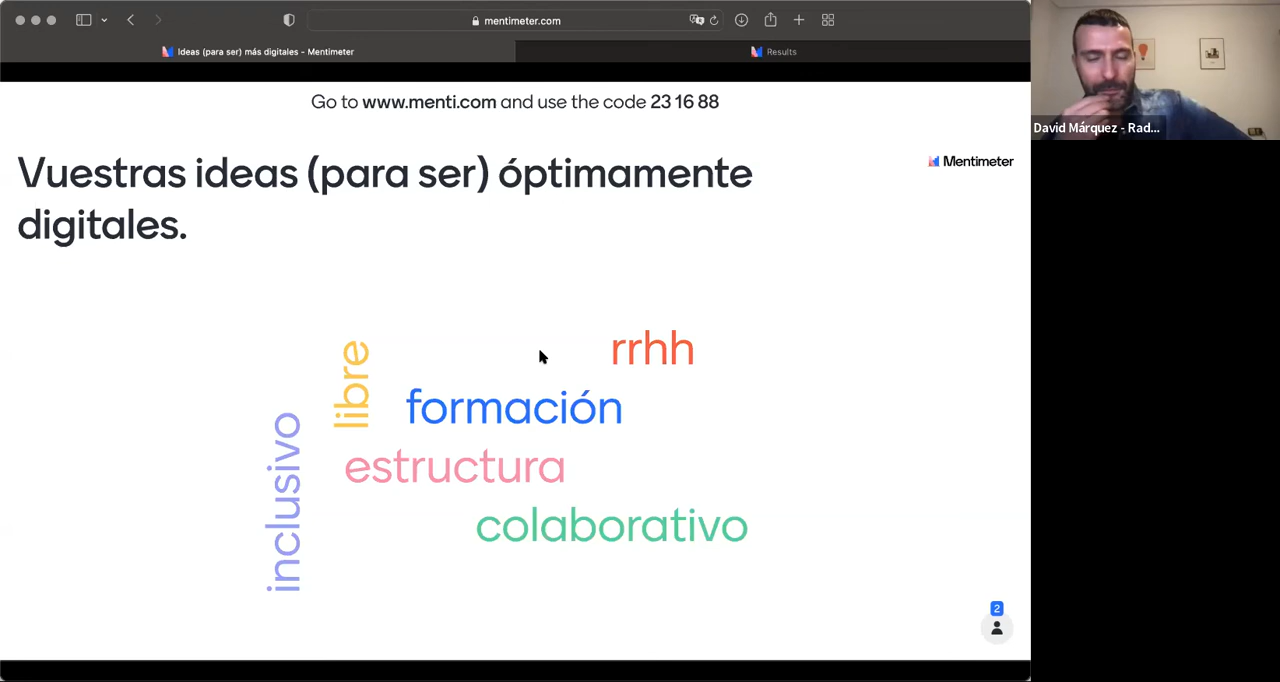 mentimeter.com
Ideas (para ser) más digitales - Mentimeter
Results
Go to www.menti.com and use the code 23 16 88
Vuestras ideas (para ser) óptimamente
digitales.
Mentimeter
David Márquez - Rad...
rrhh
libre
formación
inclusivo
estructura
colaborativo
2